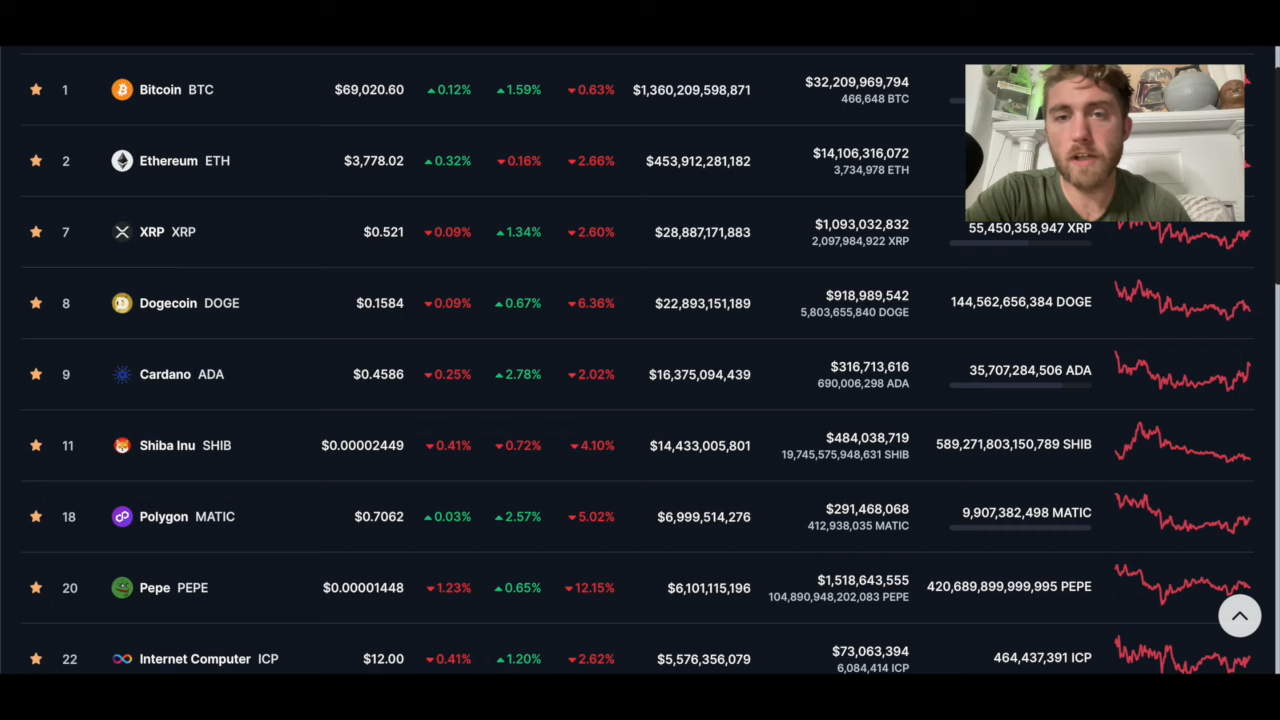 1 Bitcoin BTC $69,020.60 0.12% 1.59% 0.63% $1,360,209,598,871 $32,209,969,794
466,648 BTC
2 Ethereum ETH $3,778.02 0.32% 0.16% 2.66% $453,912,281,182 $14,106,316,072
3,734,978 ETH
7 XRP XRP $0.521 0.09% 1.34% 2.60% $28,887,171,883 $1,093,032,832 55,450,358,947 XRP
2,097,984,922 XRP
8 Dogecoin DOGE $0.1584 0.09% 0.67% 6.36% $22,893,151,189 $918,989,542 144,562,656,384 DOGE
5,803,655,840 DOGE
9 Cardano ADA $0.4586 0.25% 2.78% 2.02% $16,375,094,439 $316,713,616 35,707,284,506 ADA
690,006,298 ADA
11 Shiba Inu SHIB $0.00002449 0.41% 0.72% 4.10% $14,433,005,801 $484,038,719 589,271,803,150,789 SHIB
19,745,575,948,631 SHIB
18 Polygon MATIC $0.7062 0.03% 2.57% 5.02% $6,999,514,276 $291,468,068 9,907,382,498 MATIC
412,938,035 MATIC
20 Pepe PEPE $0.00001448 1.23% 0.65% 12.15% $6,101,115,196 $1,518,643,555 420,689,899,999,995 PEPE
104,890,948,202,083 PEPE
22 Internet Computer ICP $12.00 0.41% 1.20% 2.62% $5,576,356,079 $73,063,394 464,437,391 ICP
6,084,414 ICP